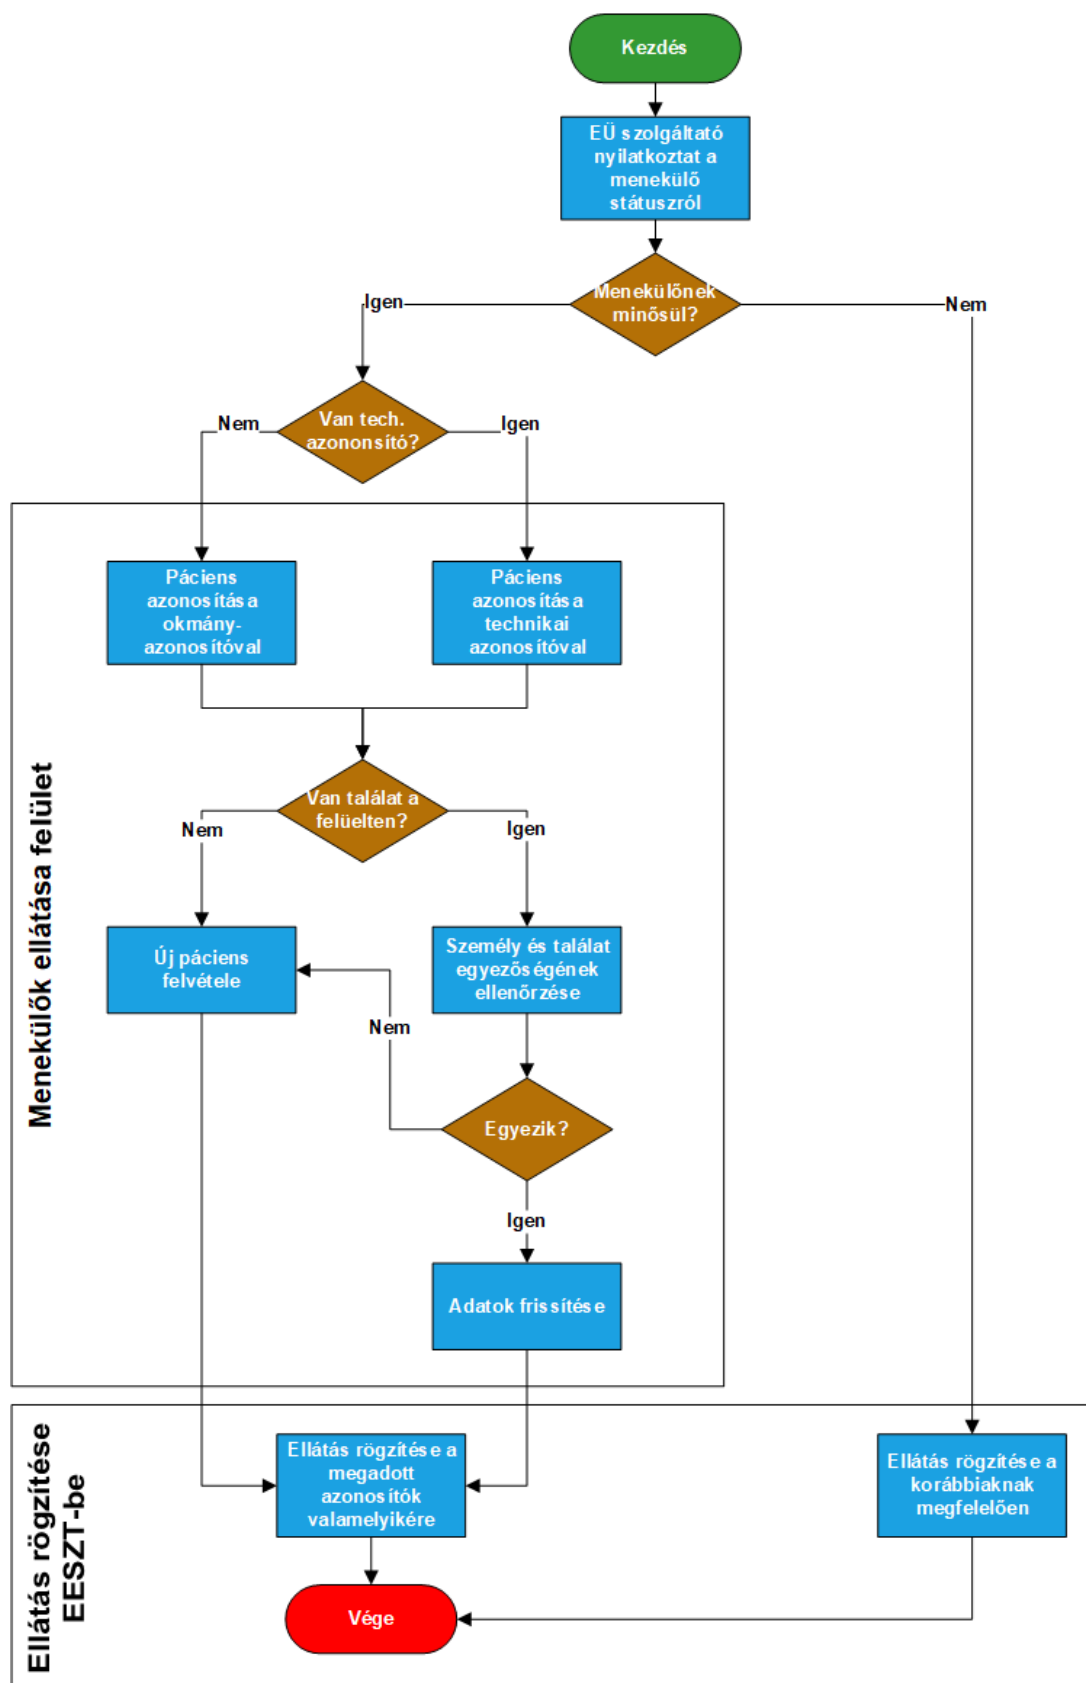 Kezdés
EÜ szolgáltató
nyilatkoztat a
menekülő
státuszról
Menekülőnek
minősül?
Igen
Nem
Van tech.
azononsító?
Nem
Igen
Menekülők ellátása felület
Páciens
azonosítása
okmány-
azonosítóval
Páciens
azonosítása
technikai
azonosítóval
Van találat a
felüelten?
Nem
Igen
Új páciens
felvétele
Személy és találat
egyezőségének
ellenőrzése
Nem
Egyezik?
Igen
Adatok frissítése
Ellátás rögzítése
EESZT-be
Ellátás rögzítése a
megadott
azonosítók
valamelyikére
Ellátás rögzítése a
korábbiaknak
megfelelően
Vége